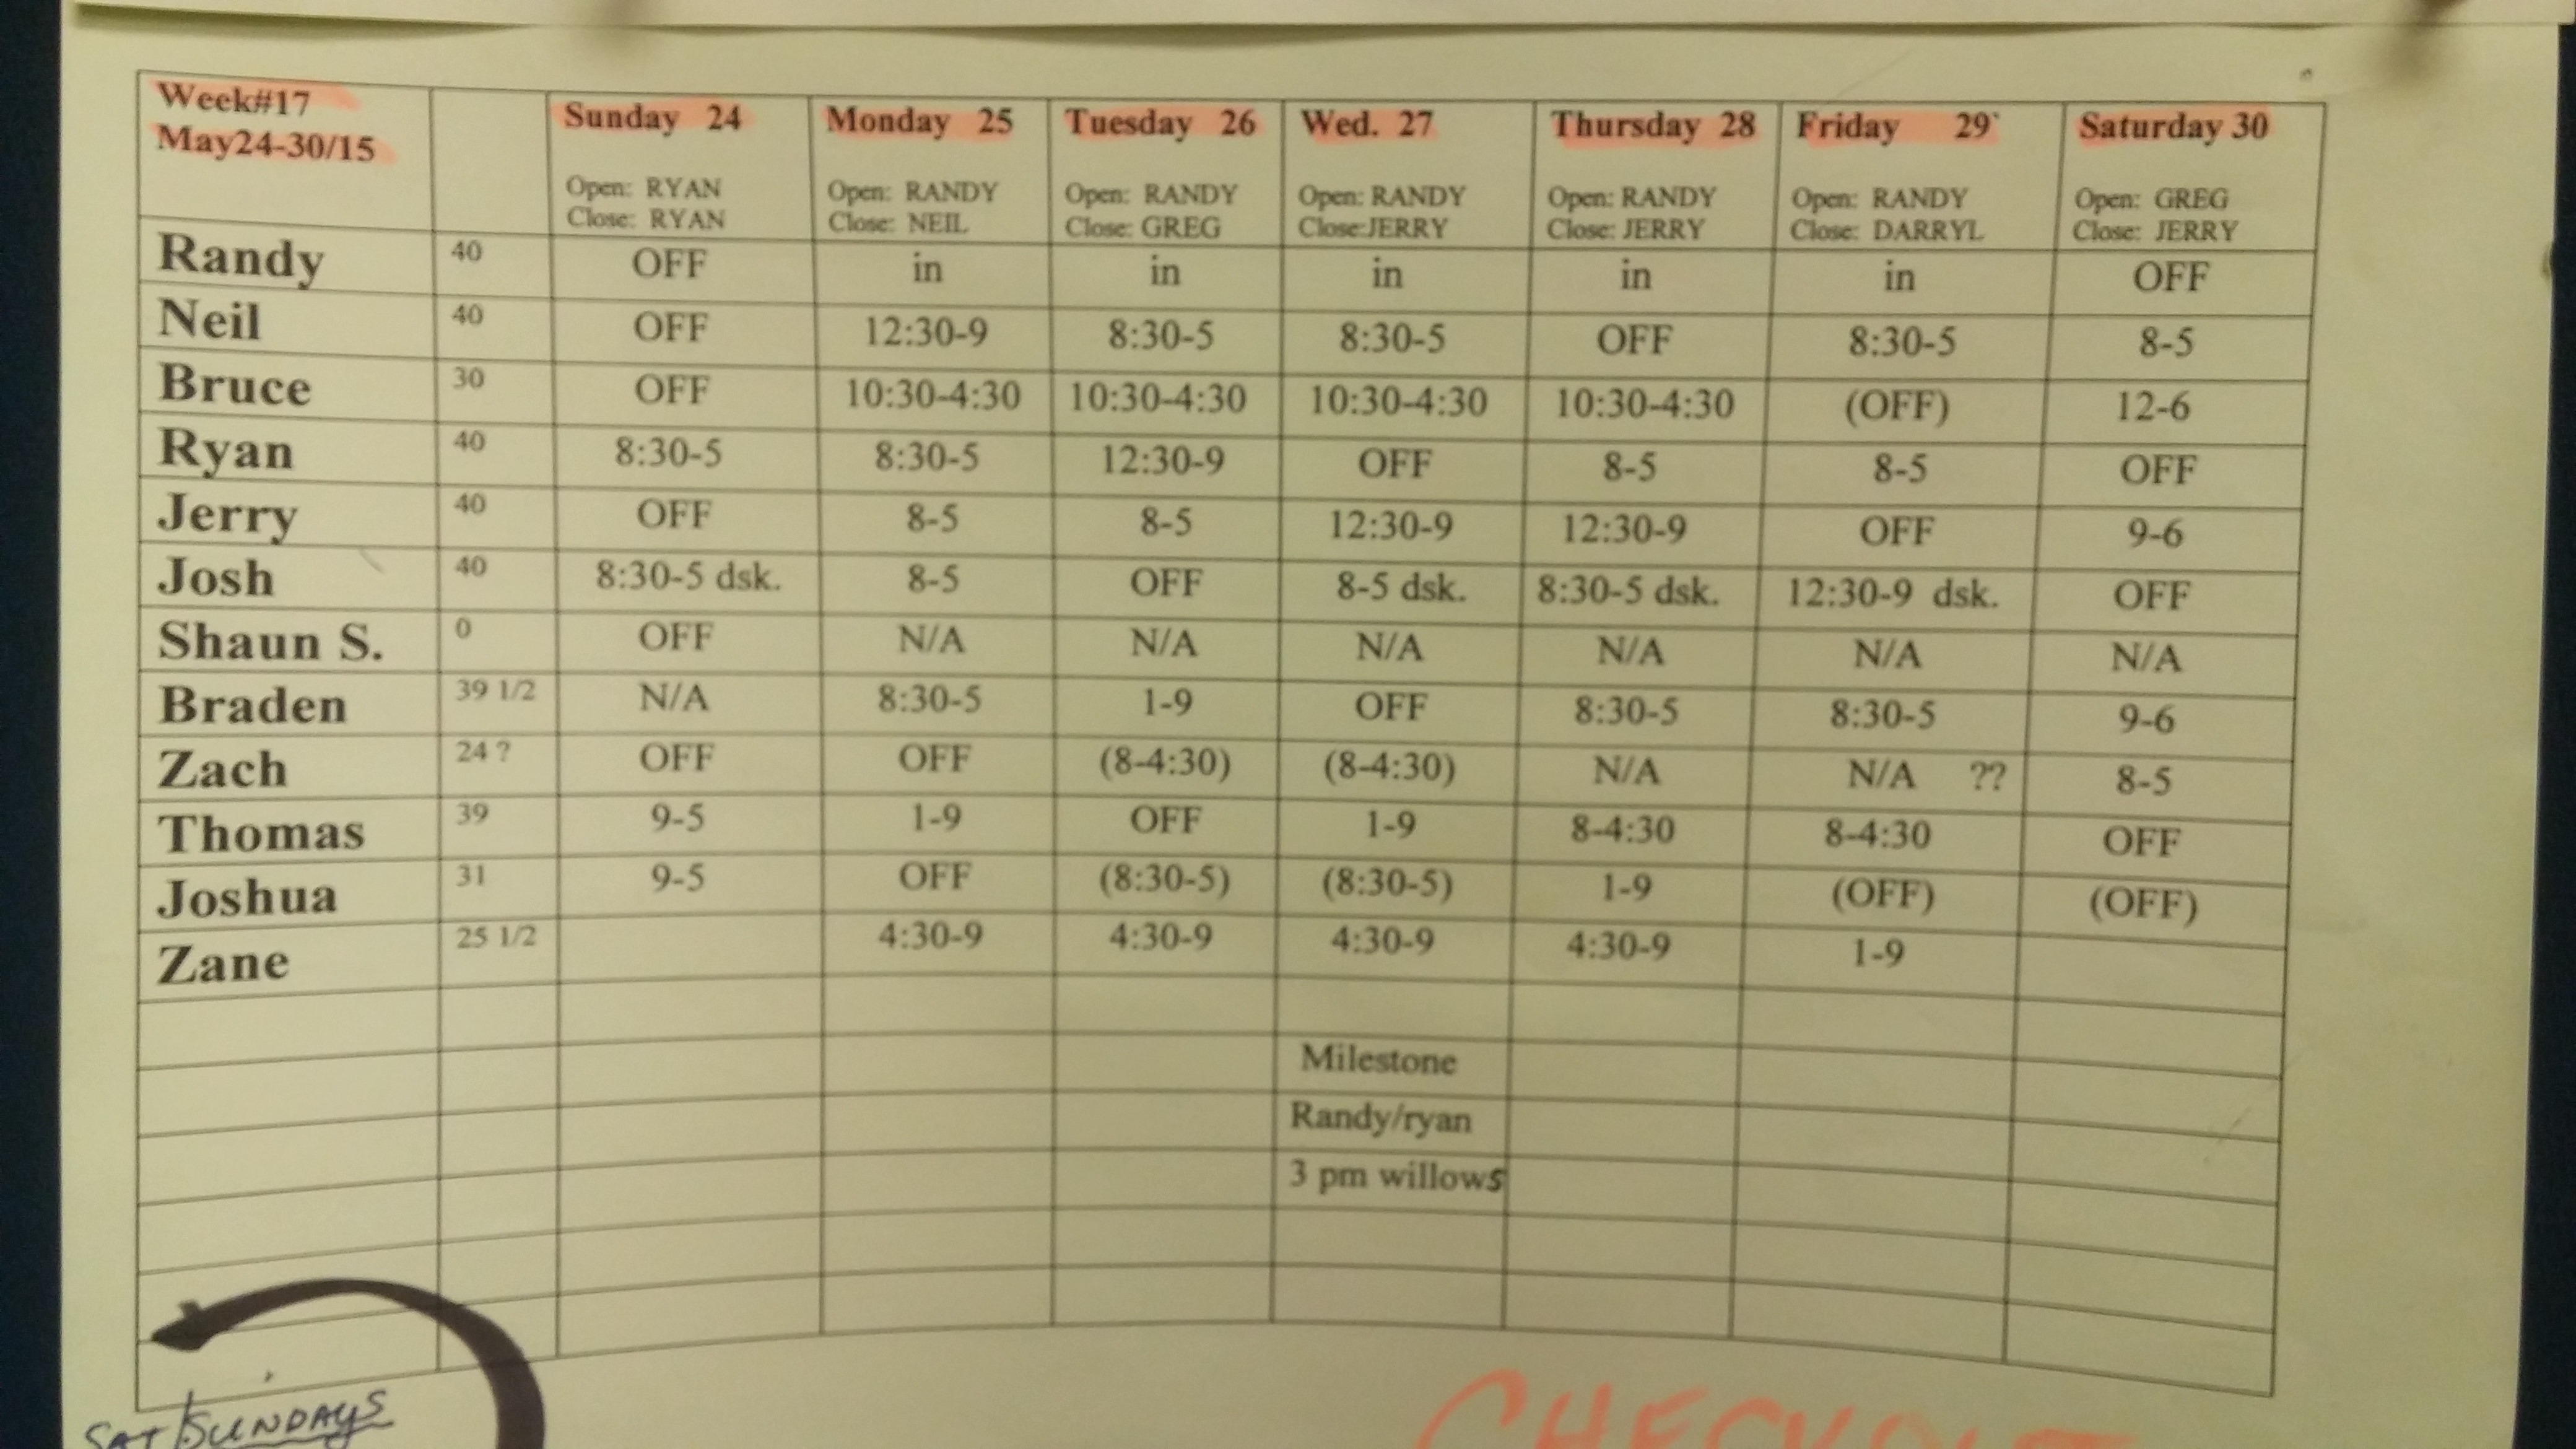 Week#17 Sunday 24 Monday 25 Tuesday 26 Wed. 27 Thursday 28 Friday 29` Saturday 30
May24-30/15
Open: RYAN Open: RANDY Open: RANDY Open: RANDY Open: RANDY Open: RANDY Open: GREG
Close: RYAN Close: NEIL Close: GREG Close:JERRY Close: JERRY Close: DARRYL Close: JERRY
Randy 40 OFF in in in in in OFF
Neil 40 OFF 12:30-9 8:30-5 8:30-5 OFF 8:30-5 8-5
Bruce 30 OFF 10:30-4:30 10:30-4:30 10:30-4:30 10:30-4:30 (OFF) 12-6
Ryan 40 8:30-5 8:30-5 12:30-9 OFF 8-5 8-5 OFF
Jerry 40 OFF 8-5 8-5 12:30-9 12:30-9 OFF 9-6
Josh 40 8:30-5 dsk. 8-5 OFF 8-5 dsk. 8:30-5 dsk. 12:30-9 dsk. OFF
Shaun S. 0 OFF N/A N/A N/A N/A N/A N/A
Braden 39 1/2 N/A 8:30-5 1-9 OFF 8:30-5 8:30-5 9-6
Zach 24 ? OFF OFF (8-4:30) (8-4:30) N/A N/A ?? 8-5
Thomas 39 9-5 1-9 OFF 1-9 8-4:30 8-4:30 OFF
Joshua 31 9-5 OFF (8:30-5) (8:30-5) 1-9 (OFF) (OFF)
Zane 25 1/2 4:30-9 4:30-9 4:30-9 4:30-9 1-9
Milestone
Randy/ryan
3 pm willows
SAT/SUNDAYS